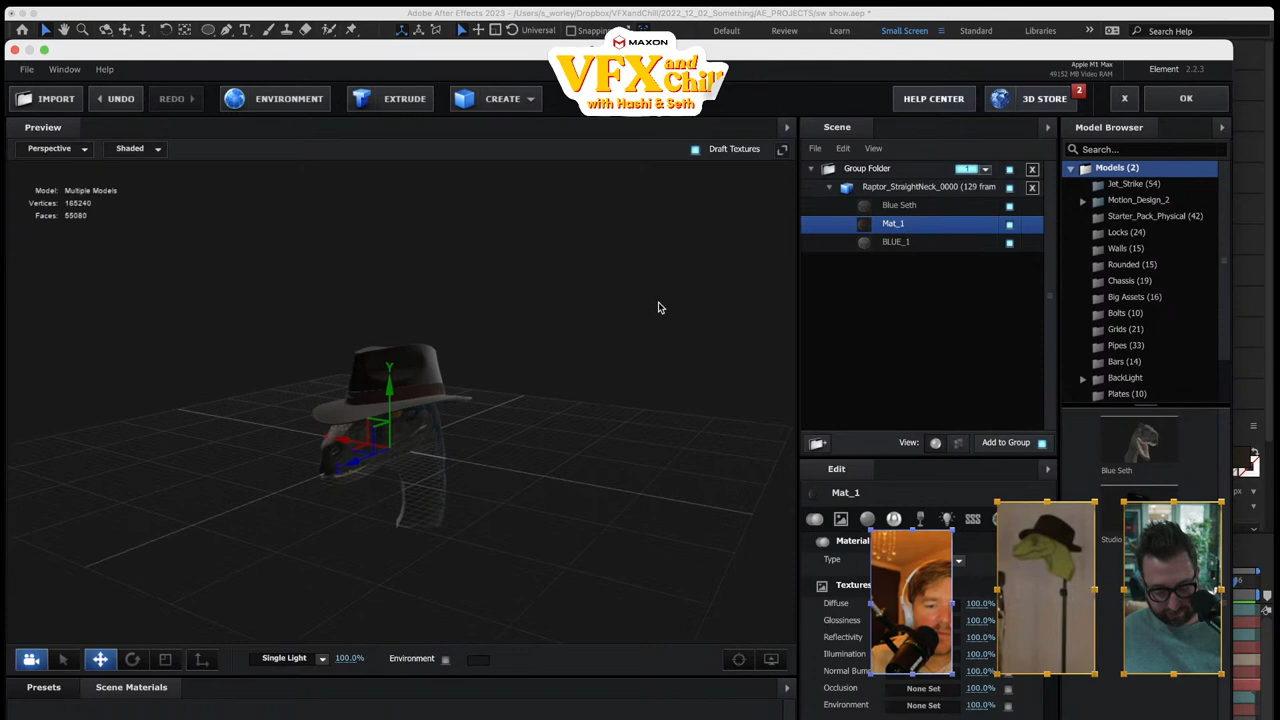 Adobe After Effects 2023 - /Users/s_worley/Dropbox/VFXandChill/2022_12_02_Something/AE_PROJECTS/sw show.aep *
Universal
Snapping
Default
Review
Learn
Small Screen
Standard
Libraries
Search Help
MAXON
VFX and Chill
with Hashi & Seth
File
Window
Help
Apple M1 Max
49152 MB Video RAM
Element
2.2.3
IMPORT
UNDO
REDO
ENVIRONMENT
EXTRUDE
CREATE
HELP CENTER
3D STORE
2
X
OK
Preview
Perspective
Shaded
Draft Textures
Model: Multiple Models
Vertices: 165240
Faces: 55080
Y
Single Light
100.0%
Environment
Presets
Scene Materials
Scene
File
Edit
View
Group Folder
1
X
Raptor_StraightNeck_0000 (129 fram
X
Blue Seth
Mat_1
BLUE_1
View:
Add to Group
Edit
Mat_1
Material
Type
Textures
Diffuse
100.0%
Glossiness
100.0%
Reflectivity
100.0%
Illumination
100.0%
Normal Bump
100.0%
Occlusion
None Set
100.0%
Environment
None Set
100.0%
Model Browser
Search...
Models (2)
Jet_Strike (54)
Motion_Design_2
Starter_Pack_Physical (42)
Locks (24)
Walls (15)
Rounded (15)
Chassis (19)
Big Assets (16)
Bolts (10)
Grids (21)
Pipes (33)
Bars (14)
BackLight
Plates (10)
Blue Seth
Studio